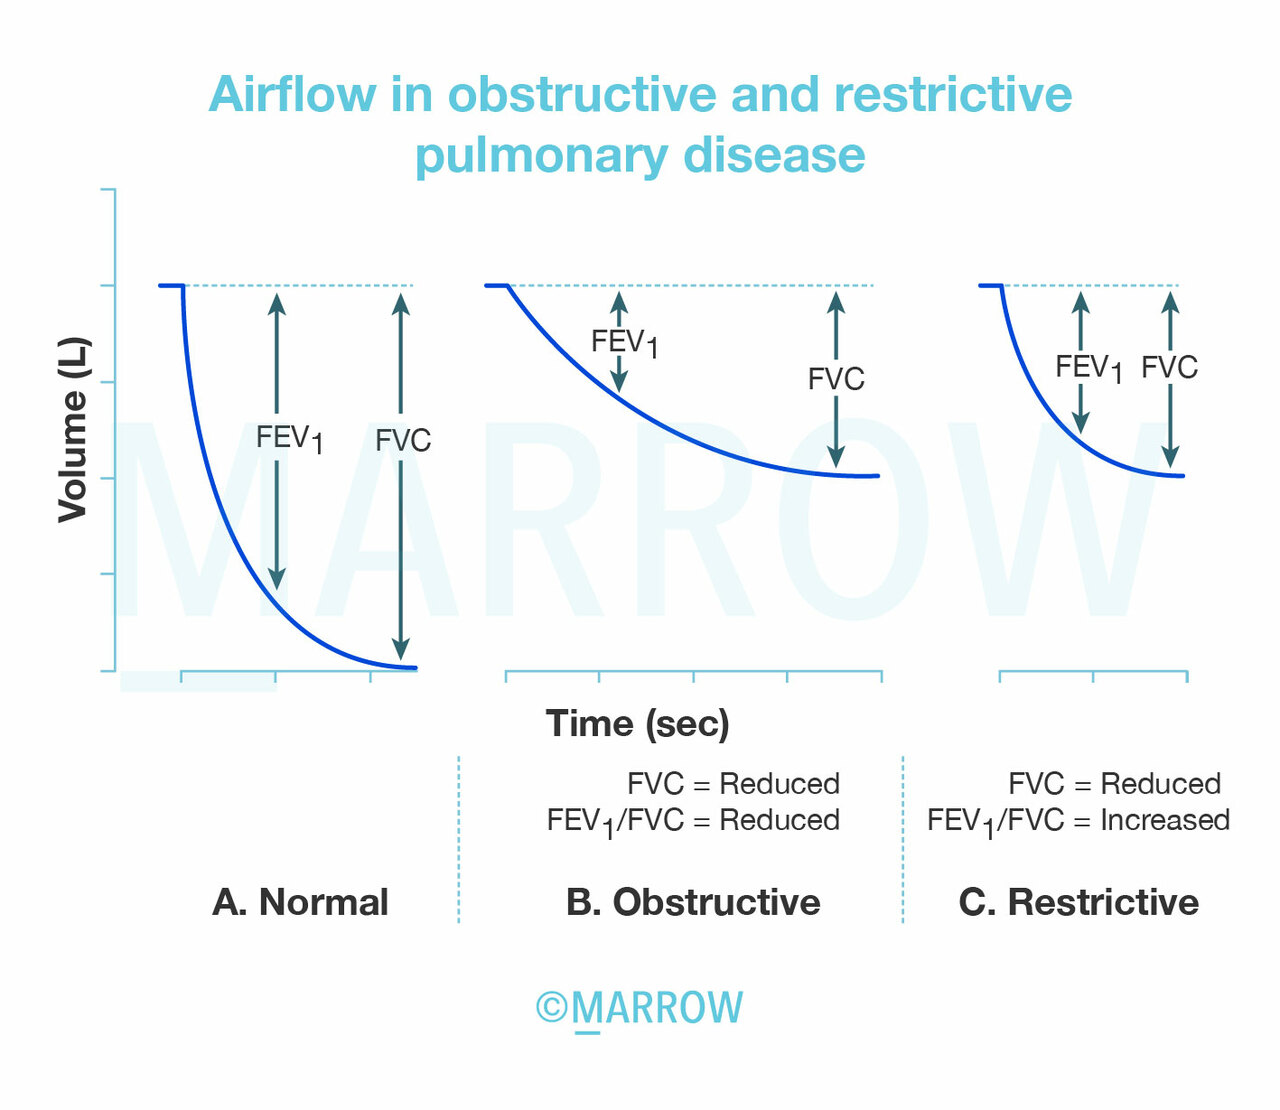 Airflow in obstructive and restrictive
pulmonary disease
Volume (L)
FEV1
FVC
FEV1
FVC
FEV1
FVC
MARROW
Time (sec)
FVC = Reduced
FEV1/FVC = Reduced
FVC = Reduced
FEV1/FVC = Increased
A. Normal
B. Obstructive
C. Restrictive
©MARROW